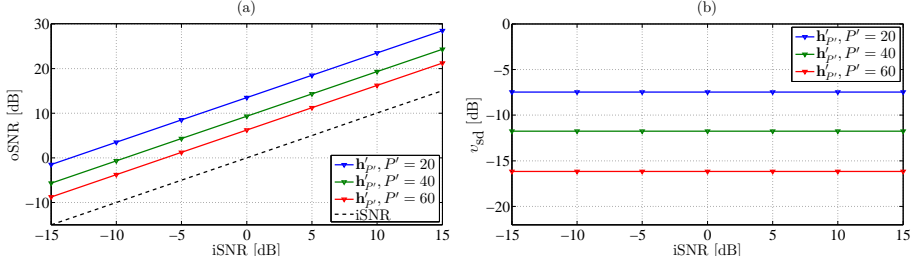 (a)
30
20
10
0
−10
oSNR [dB]
−15
−10
−5
0
5
10
15
iSNR [dB]
h′P′, P′ = 20
h′P′, P′ = 40
h′P′, P′ = 60
iSNR
(b)
0
−5
−10
−15
−20
vsd [dB]
−15
−10
−5
0
5
10
15
iSNR [dB]
h′P′, P′ = 20
h′P′, P′ = 40
h′P′, P′ = 60